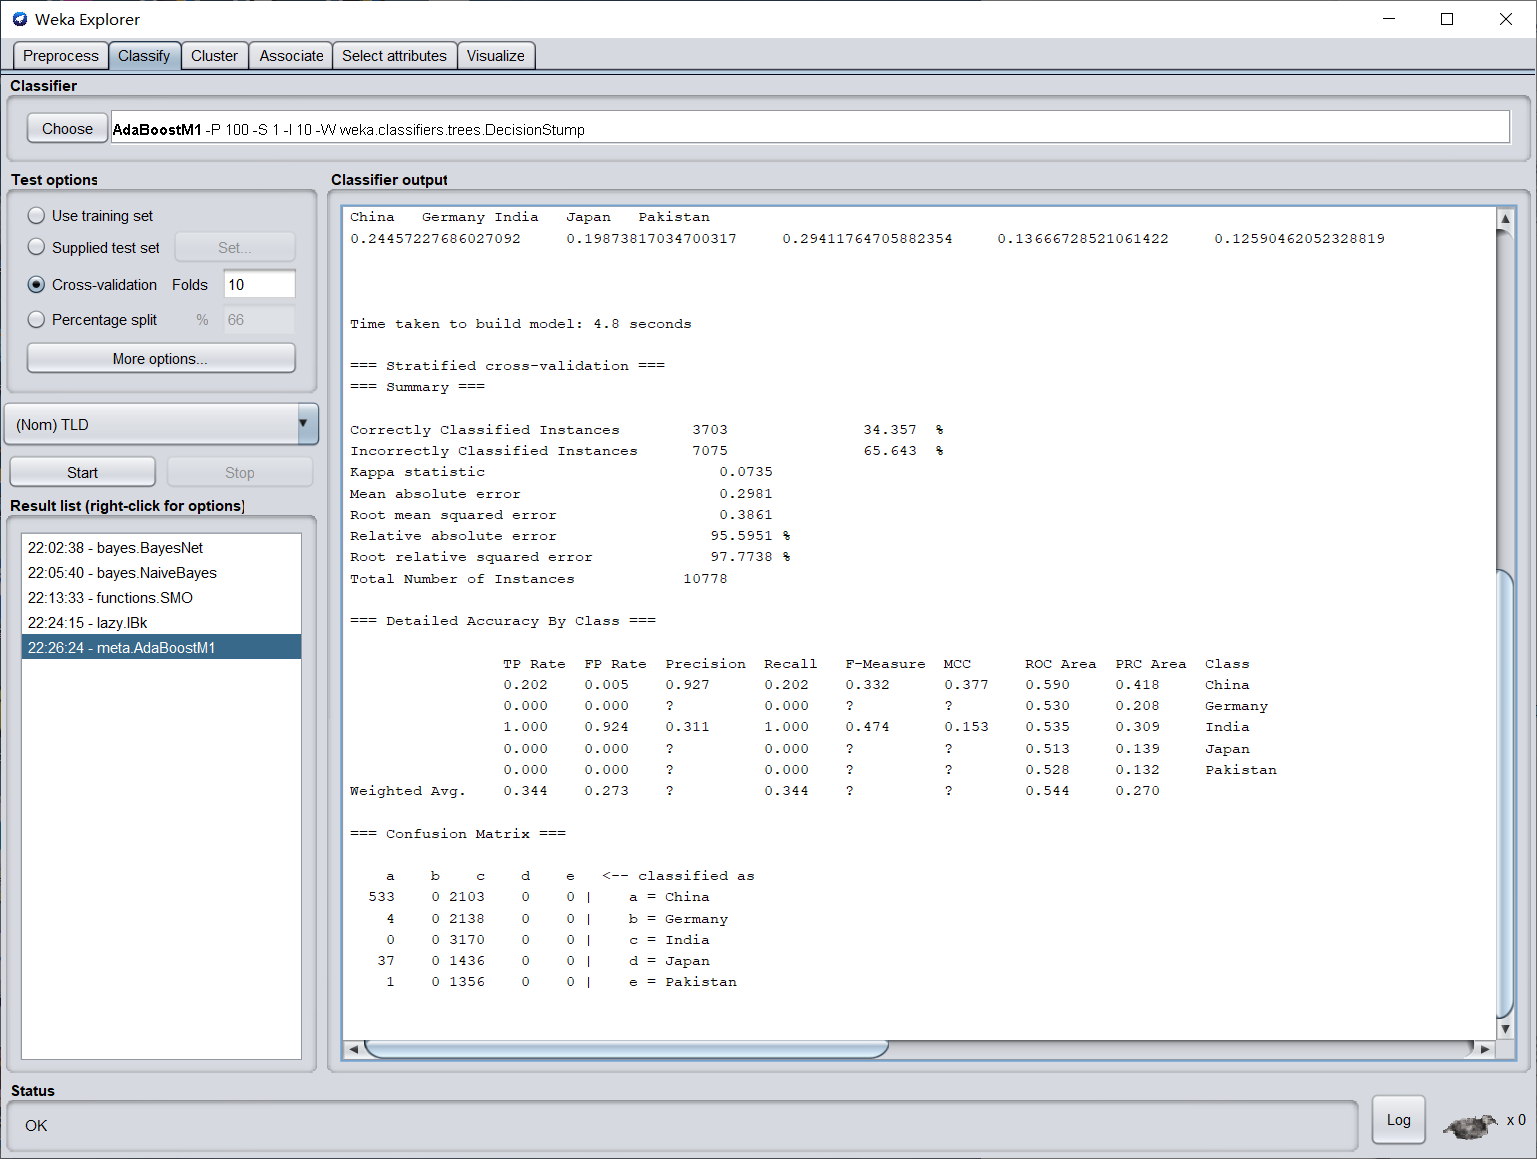 Weka Explorer
Preprocess Classify Cluster Associate Select attributes Visualize
Classifier
Choose AdaBoostM1 -P 100 -S 1 -I 10 -W weka.classifiers.trees.DecisionStump
Test options
Use training set
Supplied test set Set...
Cross-validation Folds 10
Percentage split % 66
More options...
(Nom) TLD
Start Stop
Result list (right-click for options)
22:02:38 - bayes.BayesNet
22:05:40 - bayes.NaiveBayes
22:13:33 - functions.SMO
22:24:15 - lazy.IBk
22:26:24 - meta.AdaBoostM1
Classifier output
China Germany India Japan Pakistan
0.24457227686027092 0.19873817034700317 0.29411764705882354 0.13666728521061422 0.12590462052328819
Time taken to build model: 4.8 seconds
=== Stratified cross-validation ===
=== Summary ===
Correctly Classified Instances 3703 34.357 %
Incorrectly Classified Instances 7075 65.643 %
Kappa statistic 0.0735
Mean absolute error 0.2981
Root mean squared error 0.3861
Relative absolute error 95.5951 %
Root relative squared error 97.7738 %
Total Number of Instances 10778
=== Detailed Accuracy By Class ===
TP Rate FP Rate Precision Recall F-Measure MCC ROC Area PRC Area Class
0.202 0.005 0.927 0.202 0.332 0.377 0.590 0.418 China
0.000 0.000 ? 0.000 ? ? 0.530 0.208 Germany
1.000 0.924 0.311 1.000 0.474 0.153 0.535 0.309 India
0.000 0.000 ? 0.000 ? ? 0.513 0.139 Japan
0.000 0.000 ? 0.000 ? ? 0.528 0.132 Pakistan
Weighted Avg. 0.344 0.273 ? 0.344 ? ? 0.544 0.270
=== Confusion Matrix ===
a b c d e <-- classified as
533 0 2103 0 0 | a = China
4 0 2138 0 0 | b = Germany
0 0 3170 0 0 | c = India
37 0 1436 0 0 | d = Japan
1 0 1356 0 0 | e = Pakistan
Status
OK
Log
x 0